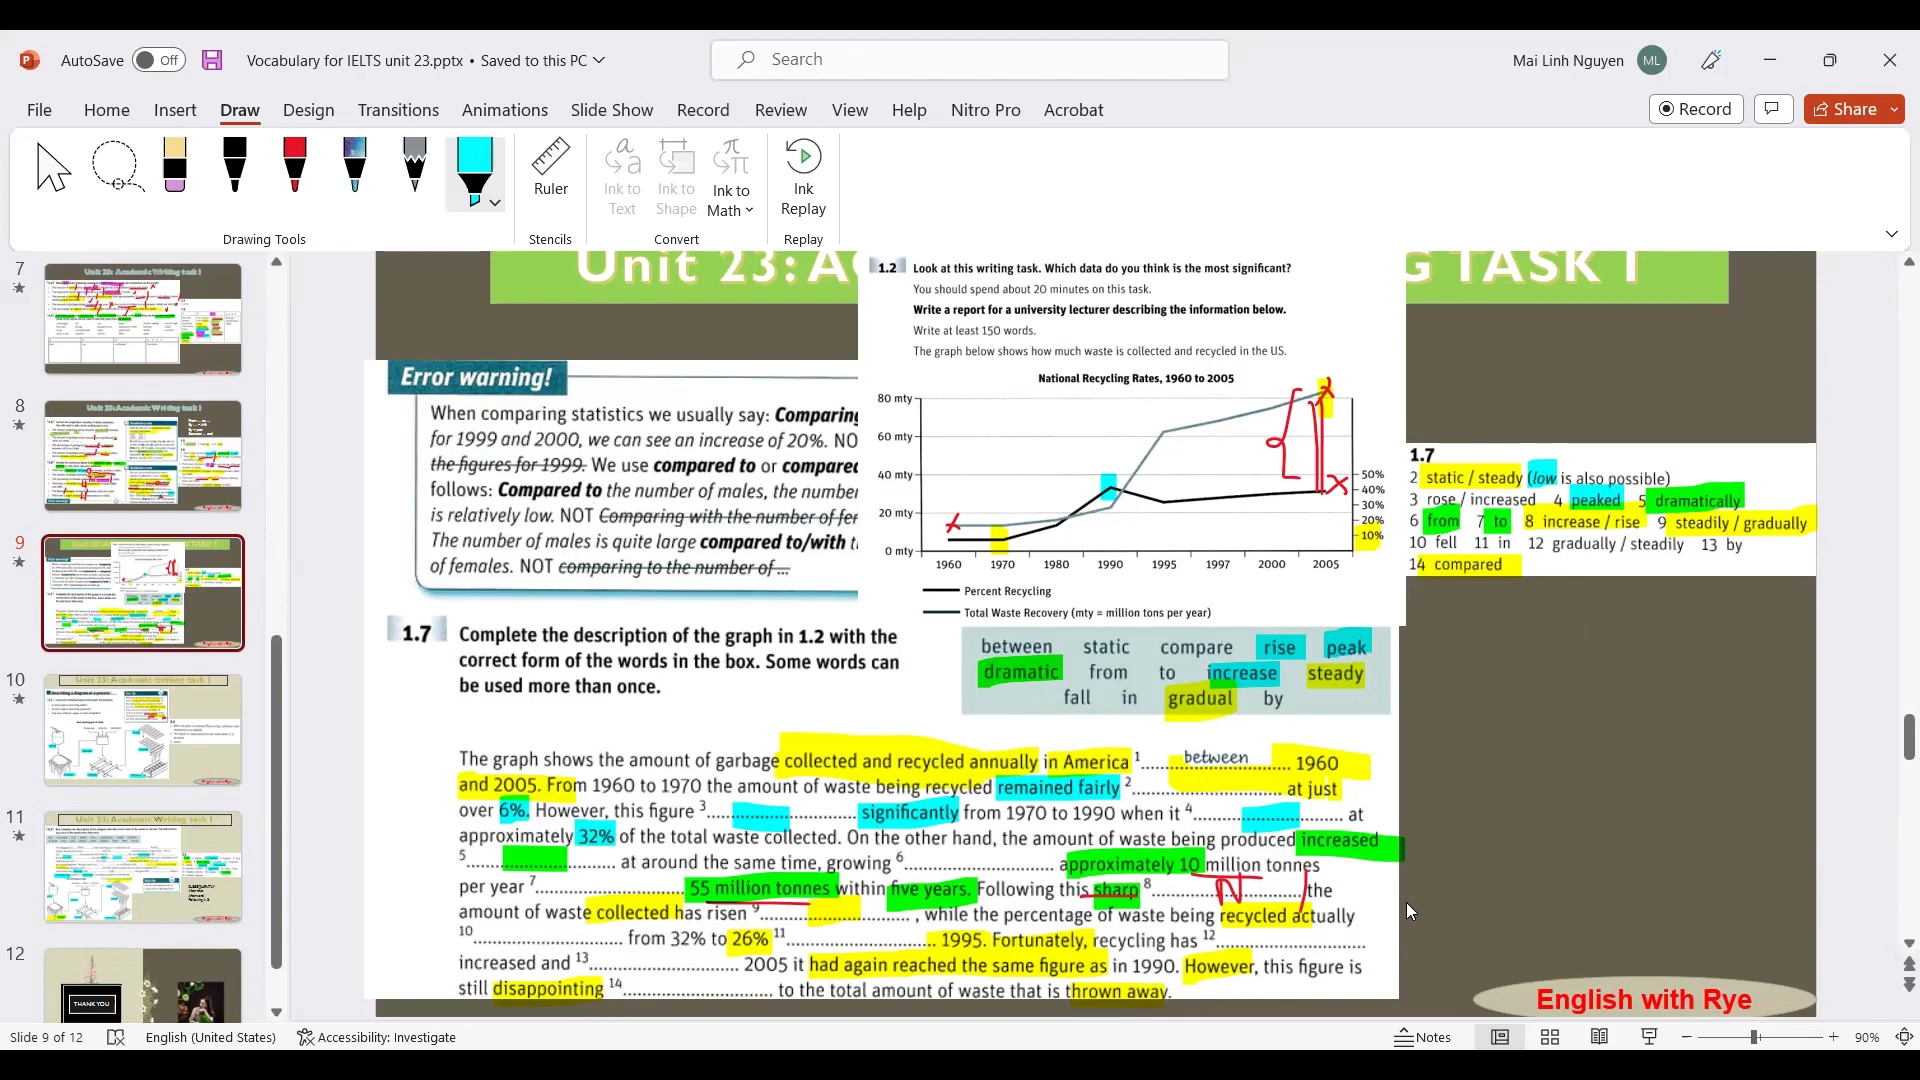 AutoSave Off Vocabulary for IELTS unit 23.pptx • Saved to this PC Search Mai Linh Nguyen ML
File Home Insert Draw Design Transitions Animations Slide Show Record Review View Help Nitro Pro Acrobat Record Share
Ruler
Ink to Text
Ink to Shape
Ink to Math
Ink Replay
Drawing Tools Stencils Convert Replay
7
8
9
10
11
12
THANK YOU
Unit 23: AC
G TASK I
1.2 Look at this writing task. Which data do you think is the most significant?
You should spend about 20 minutes on this task.
Write a report for a university lecturer describing the information below.
Write at least 150 words.
The graph below shows how much waste is collected and recycled in the US.
National Recycling Rates, 1960 to 2005
80 mty
60 mty
40 mty
20 mty
0 mty
50%
40%
30%
20%
10%
1960 1970 1980 1990 1995 1997 2000 2005
Percent Recycling
Total Waste Recovery (mty = million tons per year)
Error warning!
When comparing statistics we usually say: Comparing
for 1999 and 2000, we can see an increase of 20%. NO
the figures for 1999. We use compared to or compared
follows: Compared to the number of males, the number
is relatively low. NOT Comparing with the number of fer
The number of males is quite large compared to/with t
of females. NOT comparing to the number of ...
1.7 Complete the description of the graph in 1.2 with the
correct form of the words in the box. Some words can
be used more than once.
between static compare rise peak
dramatic from to increase steady
fall in gradual by
The graph shows the amount of garbage collected and recycled annually in America 1 between 1960
and 2005. From 1960 to 1970 the amount of waste being recycled remained fairly 2 .......... at just
over 6%. However, this figure 3 .......... significantly from 1970 to 1990 when it 4 .......... at
approximately 32% of the total waste collected. On the other hand, the amount of waste being produced increased
5 .......... at around the same time, growing 6 .......... approximately 10 million tonnes
per year 7 .......... 55 million tonnes within five years. Following this sharp 8 .......... N the
amount of waste collected has risen 9 .......... , while the percentage of waste being recycled actually
10 .......... from 32% to 26% 11 .......... 1995. Fortunately, recycling has 12 ..........
increased and 13 .......... 2005 it had again reached the same figure as in 1990. However, this figure is
still disappointing 14 .......... to the total amount of waste that is thrown away.
1.7
2 static / steady (low is also possible)
3 rose / increased 4 peaked 5 dramatically
6 from 7 to 8 increase / rise 9 steadily / gradually
10 fell 11 in 12 gradually / steadily 13 by
14 compared
English with Rye
Slide 9 of 12 English (United States) Accessibility: Investigate Notes 90%